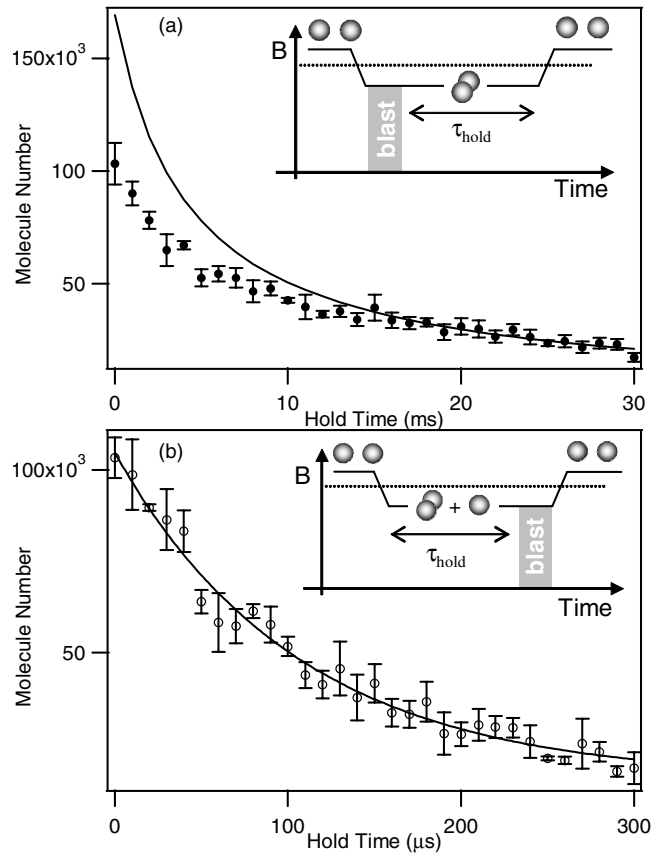 (a)
150x10³
100
50
Molecule Number
B
blast
τhold
Time
0
10
20
30
Hold Time (ms)
(b)
100x10³
50
Molecule Number
B
+
τhold
blast
Time
0
100
200
300
Hold Time (μs)